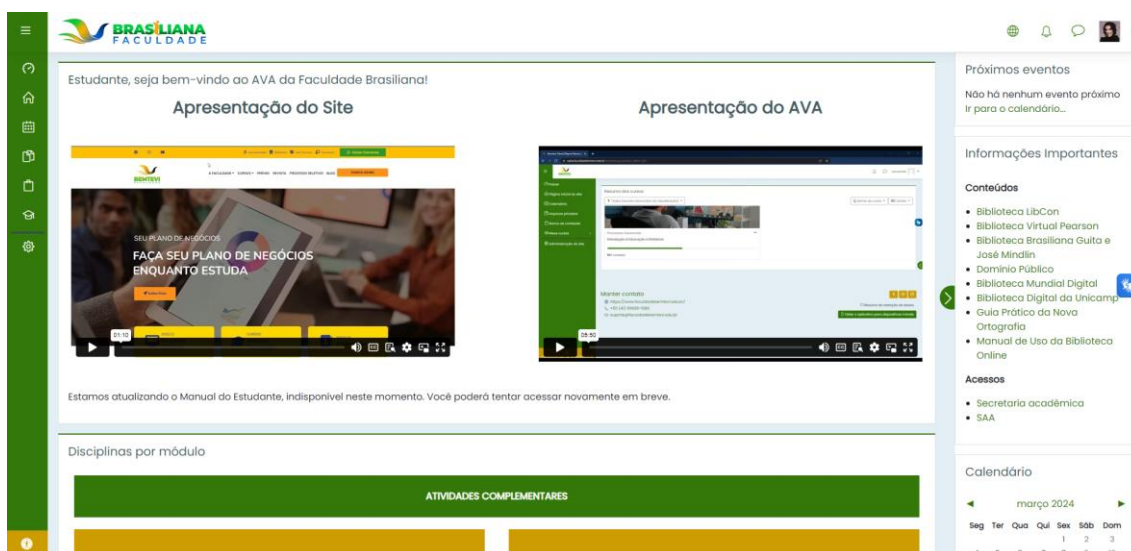 BRASILIANA
FACULDADE
Estudante, seja bem-vindo ao AVA da Faculdade Brasiliana!
Apresentação do Site
Apresentação do AVA
BEMTEVI
SEU PLANO DE NEGÓCIOS
FAÇA SEU PLANO DE NEGÓCIOS
ENQUANTO ESTUDA
01:10
Manter contato
05:50
Estamos atualizando o Manual do Estudante, indisponível neste momento. Você poderá tentar acessar novamente em breve.
Disciplinas por módulo
ATIVIDADES COMPLEMENTARES
Próximos eventos
Não há nenhum evento próximo
Ir para o calendário...
Informações Importantes
Conteúdos
Biblioteca LibCon
Biblioteca Virtual Pearson
Biblioteca Brasiliana Guita e
José Mindlin
Domínio Público
Biblioteca Mundial Digital
Biblioteca Digital da Unicamp
Guia Prático da Nova
Ortografia
Manual de Uso da Biblioteca
Online
Acessos
Secretaria acadêmica
SAA
Calendário
março 2024
Seg Ter Qua Qui Sex Sáb Dom
1 2 3